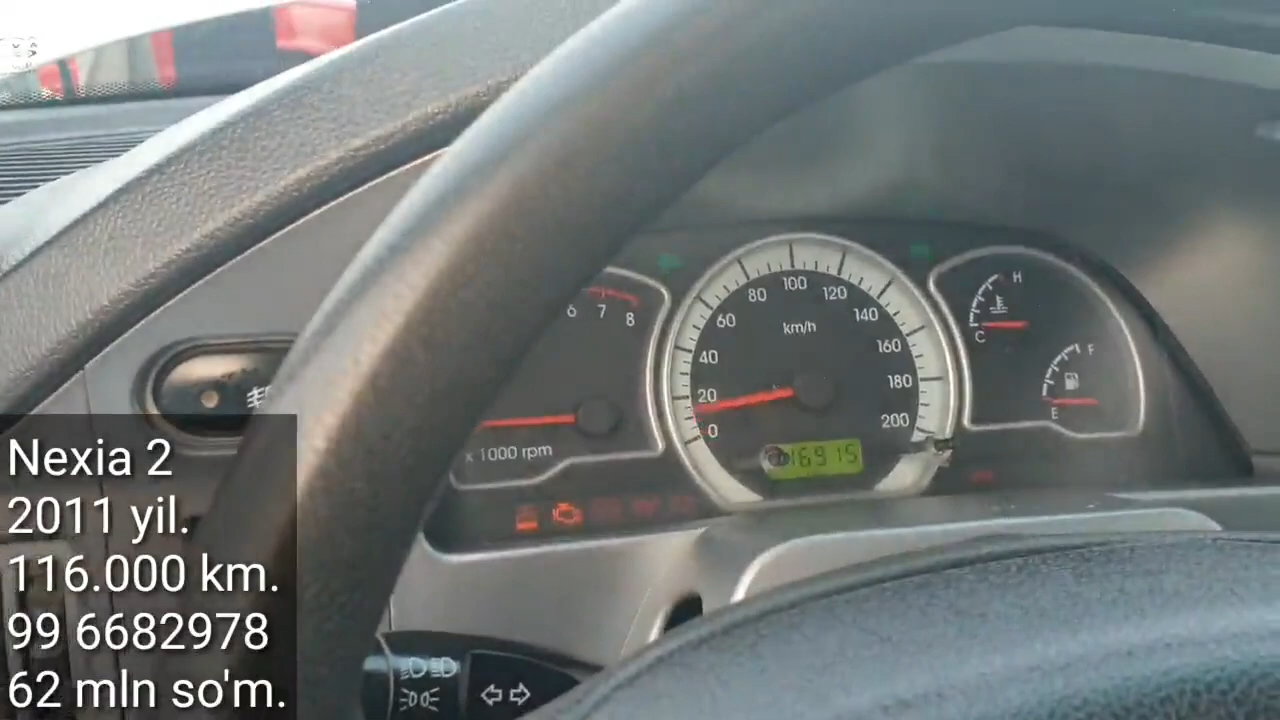 6 7 8
x 1000 rpm
0 20 40 60 80 100 120 140 160 180 200
km/h
16915
H
C
F
E
Nexia 2
2011 yil.
116.000 km.
99 6682978
62 mln so'm.